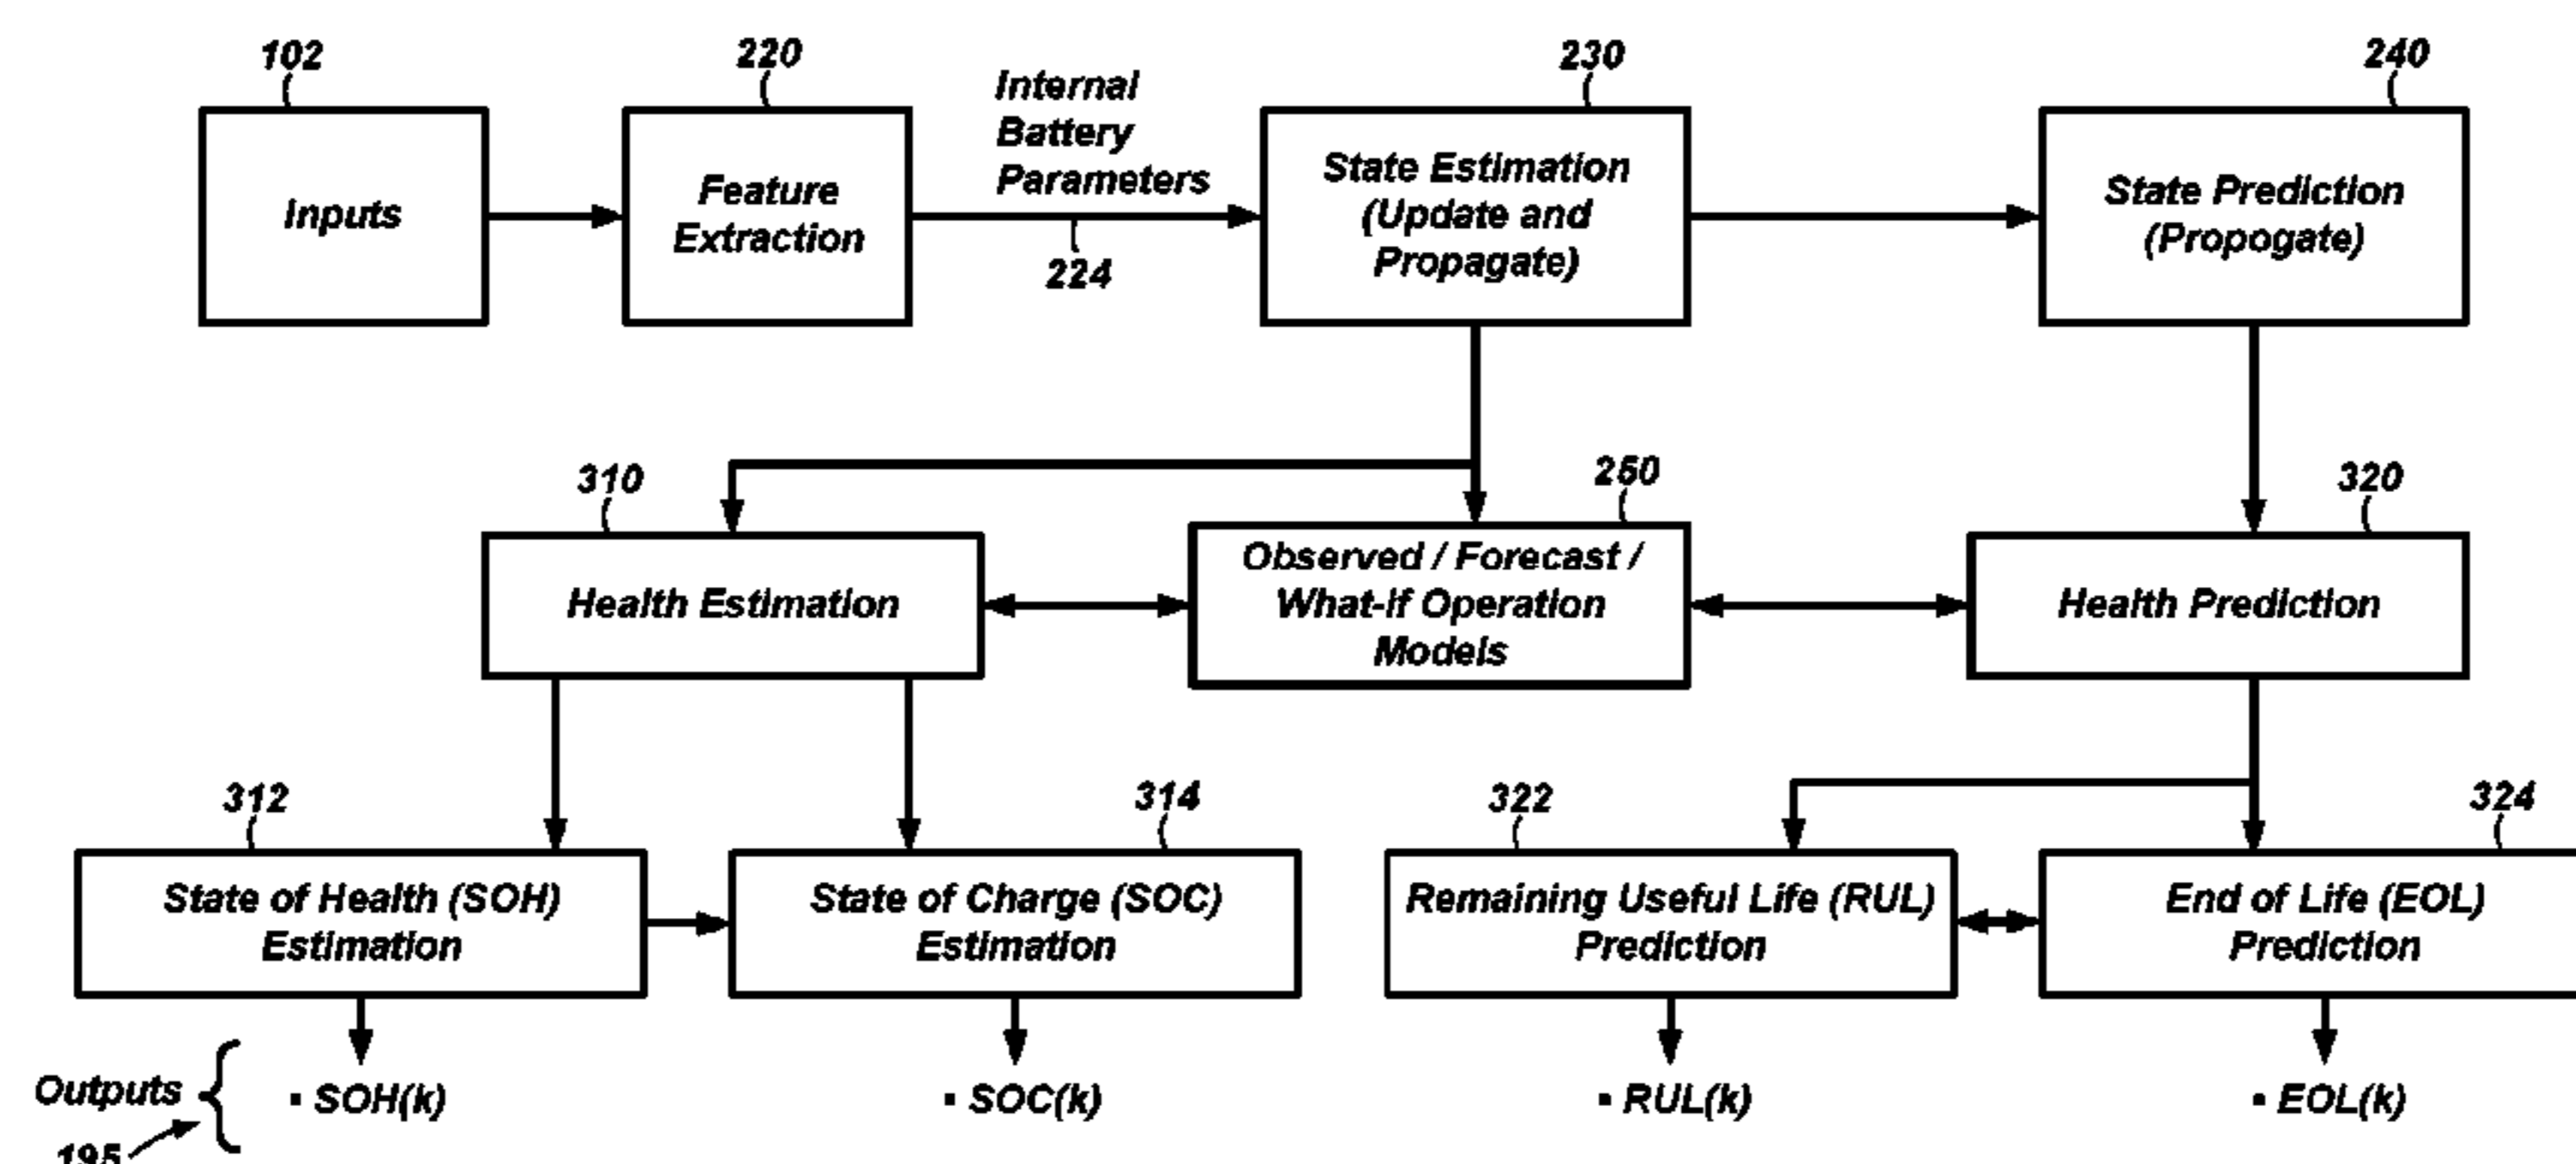 102
220
Internal
Battery
Parameters
230
240
Inputs
Feature
Extraction
224
State Estimation
(Update and
Propagate)
State Prediction
(Propogate)
310
250
320
Health Estimation
Observed / Forecast /
What-if Operation
Models
Health Prediction
312
314
322
324
State of Health (SOH)
Estimation
State of Charge (SOC)
Estimation
Remaining Useful Life (RUL)
Prediction
End of Life (EOL)
Prediction
Outputs
▪ SOH(k)
▪ SOC(k)
▪ RUL(k)
▪ EOL(k)
195